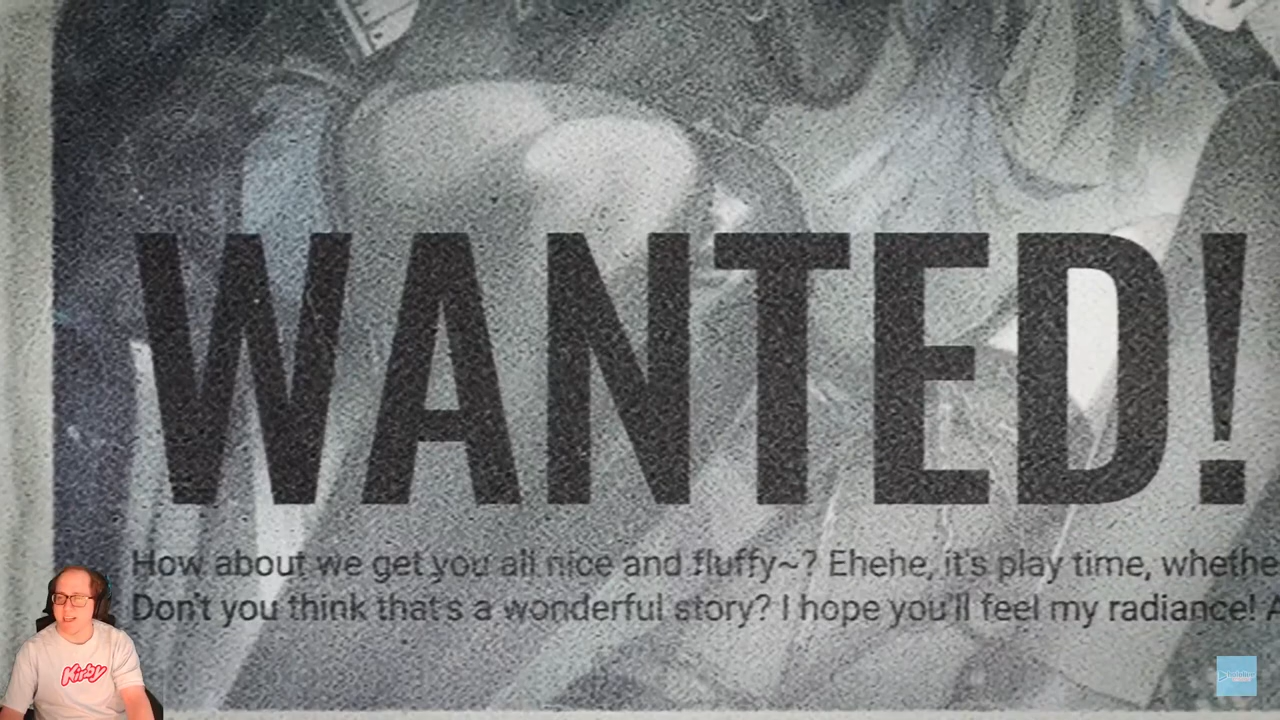 WANTED!
How about we get you all nice and fluffy~? Ehehe, it's play time, whethe
Don't you think that's a wonderful story? I hope you'll feel my radiance! A
Kirby